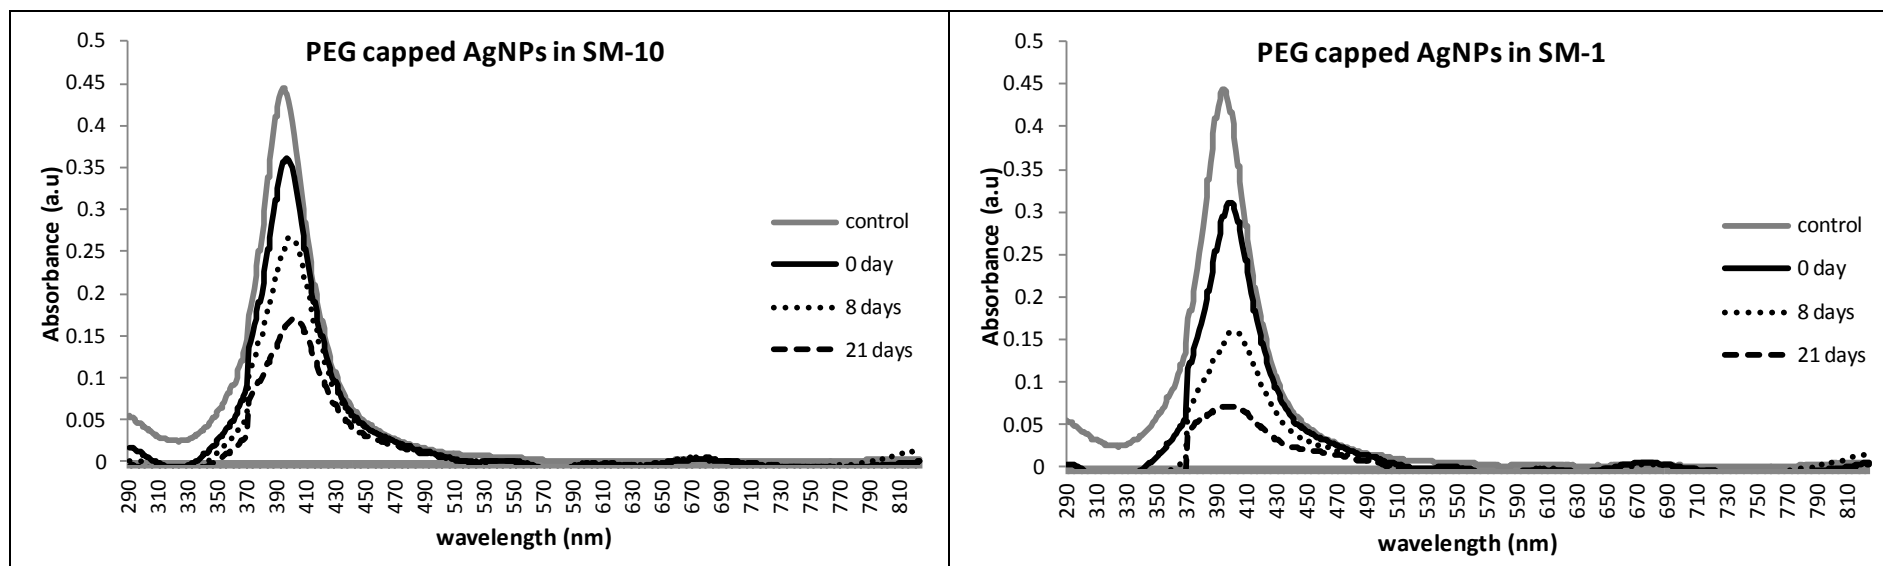 PEG capped AgNPs in SM-10
0.5
0.45
0.4
0.35
0.3
0.25
0.2
0.15
0.1
0.05
0
Absorbance (a.u)
290 310 330 350 370 390 410 430 450 470 490 510 530 550 570 590 610 630 650 670 690 710 730 750 770 790 810
wavelength (nm)
control
0 day
8 days
21 days
PEG capped AgNPs in SM-1
0.5
0.45
0.4
0.35
0.3
0.25
0.2
0.15
0.1
0.05
0
Absorbance (a.u)
290 310 330 350 370 390 410 430 450 470 490 510 530 550 570 590 610 630 650 670 690 710 730 750 770 790 810
wavelength (nm)
control
0 day
8 days
21 days